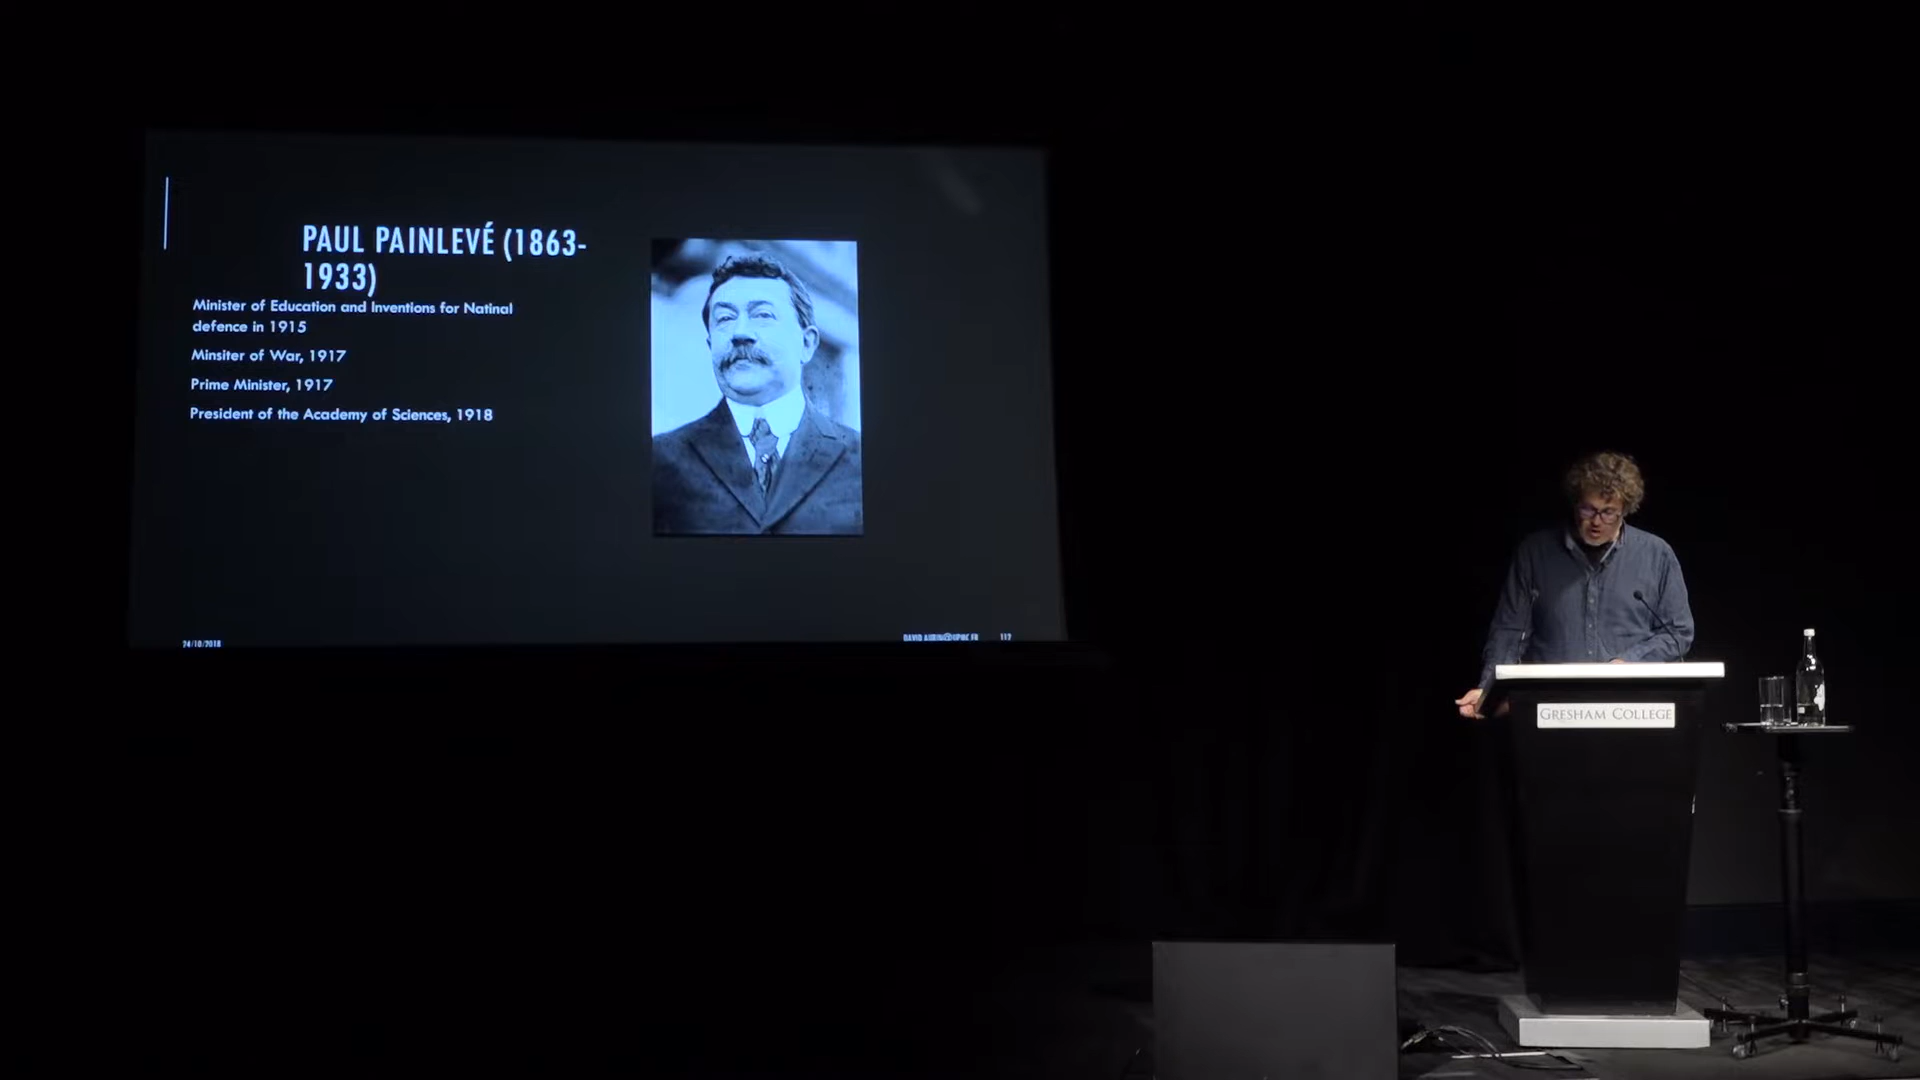 PAUL PAINLEVÉ (1863-
1933)
Minister of Education and Inventions for Natinal
defence in 1915
Minsiter of War, 1917
Prime Minister, 1917
President of the Academy of Sciences, 1918
24/10/2018
112
GRESHAM COLLEGE